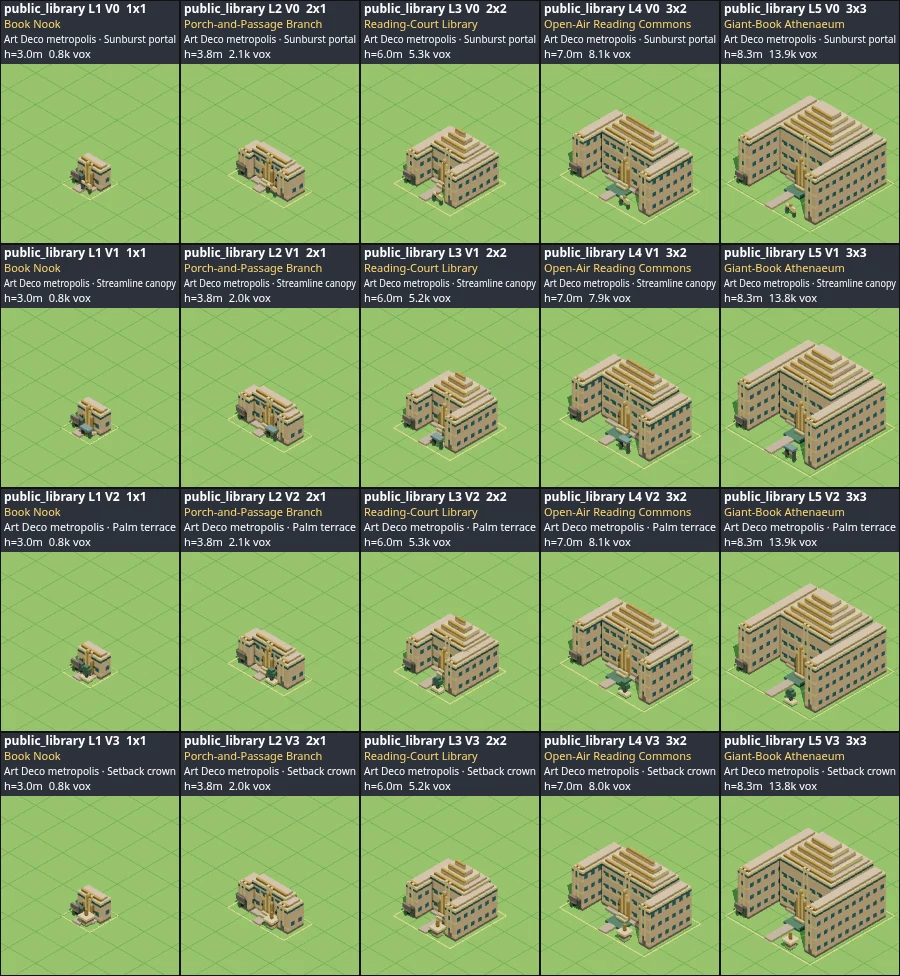 public_library L1 V0 1x1
Book Nook
Art Deco metropolis · Sunburst portal
h=3.0m 0.8k vox
public_library L2 V0 2x1
Porch-and-Passage Branch
Art Deco metropolis · Sunburst portal
h=3.8m 2.1k vox
public_library L3 V0 2x2
Reading-Court Library
Art Deco metropolis · Sunburst portal
h=6.0m 5.3k vox
public_library L4 V0 3x2
Open-Air Reading Commons
Art Deco metropolis · Sunburst portal
h=7.0m 8.1k vox
public_library L5 V0 3x3
Giant-Book Athenaeum
Art Deco metropolis · Sunburst portal
h=8.3m 13.9k vox
public_library L1 V1 1x1
Book Nook
Art Deco metropolis · Streamline canopy
h=3.0m 0.8k vox
public_library L2 V1 2x1
Porch-and-Passage Branch
Art Deco metropolis · Streamline canopy
h=3.8m 2.0k vox
public_library L3 V1 2x2
Reading-Court Library
Art Deco metropolis · Streamline canopy
h=6.0m 5.2k vox
public_library L4 V1 3x2
Open-Air Reading Commons
Art Deco metropolis · Streamline canopy
h=7.0m 7.9k vox
public_library L5 V1 3x3
Giant-Book Athenaeum
Art Deco metropolis · Streamline canopy
h=8.3m 13.8k vox
public_library L1 V2 1x1
Book Nook
Art Deco metropolis · Palm terrace
h=3.0m 0.8k vox
public_library L2 V2 2x1
Porch-and-Passage Branch
Art Deco metropolis · Palm terrace
h=3.8m 2.1k vox
public_library L3 V2 2x2
Reading-Court Library
Art Deco metropolis · Palm terrace
h=6.0m 5.3k vox
public_library L4 V2 3x2
Open-Air Reading Commons
Art Deco metropolis · Palm terrace
h=7.0m 8.1k vox
public_library L5 V2 3x3
Giant-Book Athenaeum
Art Deco metropolis · Palm terrace
h=8.3m 13.9k vox
public_library L1 V3 1x1
Book Nook
Art Deco metropolis · Setback crown
h=3.0m 0.8k vox
public_library L2 V3 2x1
Porch-and-Passage Branch
Art Deco metropolis · Setback crown
h=3.8m 2.0k vox
public_library L3 V3 2x2
Reading-Court Library
Art Deco metropolis · Setback crown
h=6.0m 5.2k vox
public_library L4 V3 3x2
Open-Air Reading Commons
Art Deco metropolis · Setback crown
h=7.0m 8.0k vox
public_library L5 V3 3x3
Giant-Book Athenaeum
Art Deco metropolis · Setback crown
h=8.3m 13.8k vox